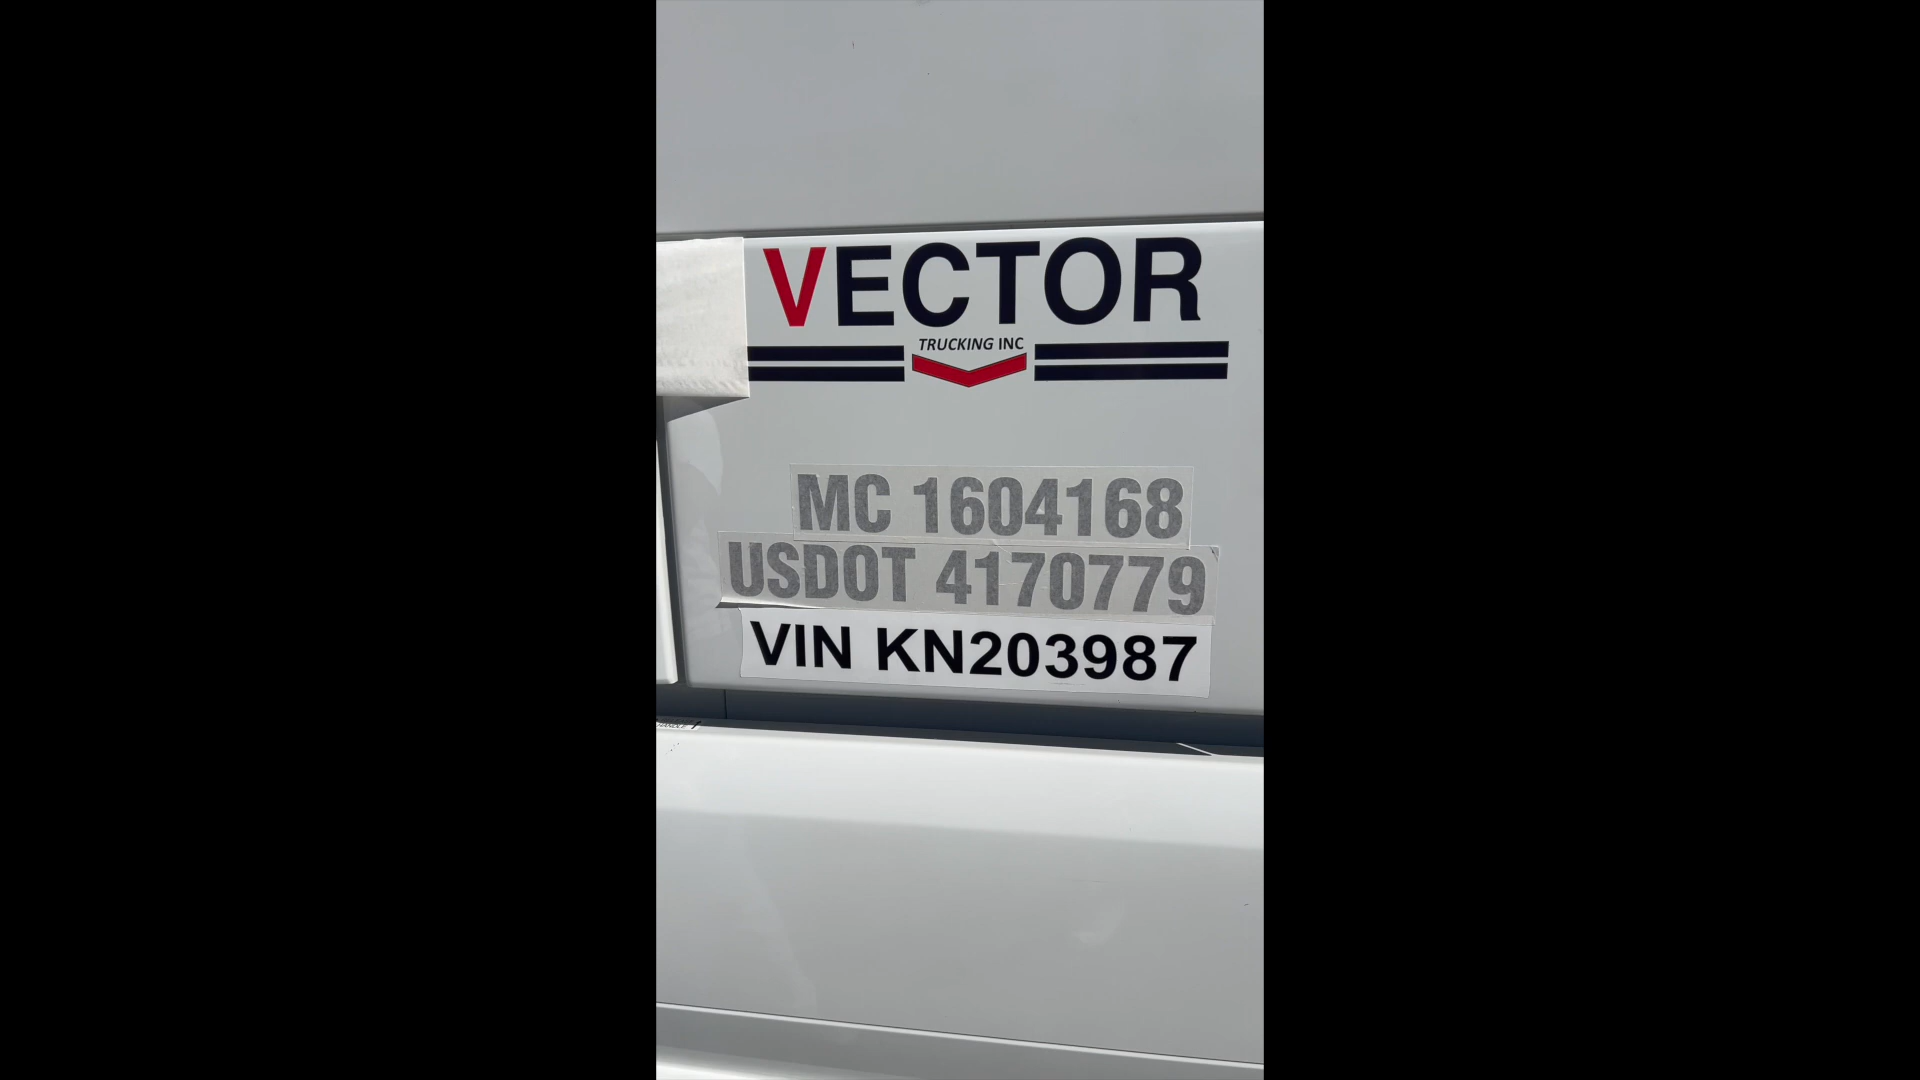 VECTOR
TRUCKING INC
MC 1604168
USDOT 4170779
VIN KN203987